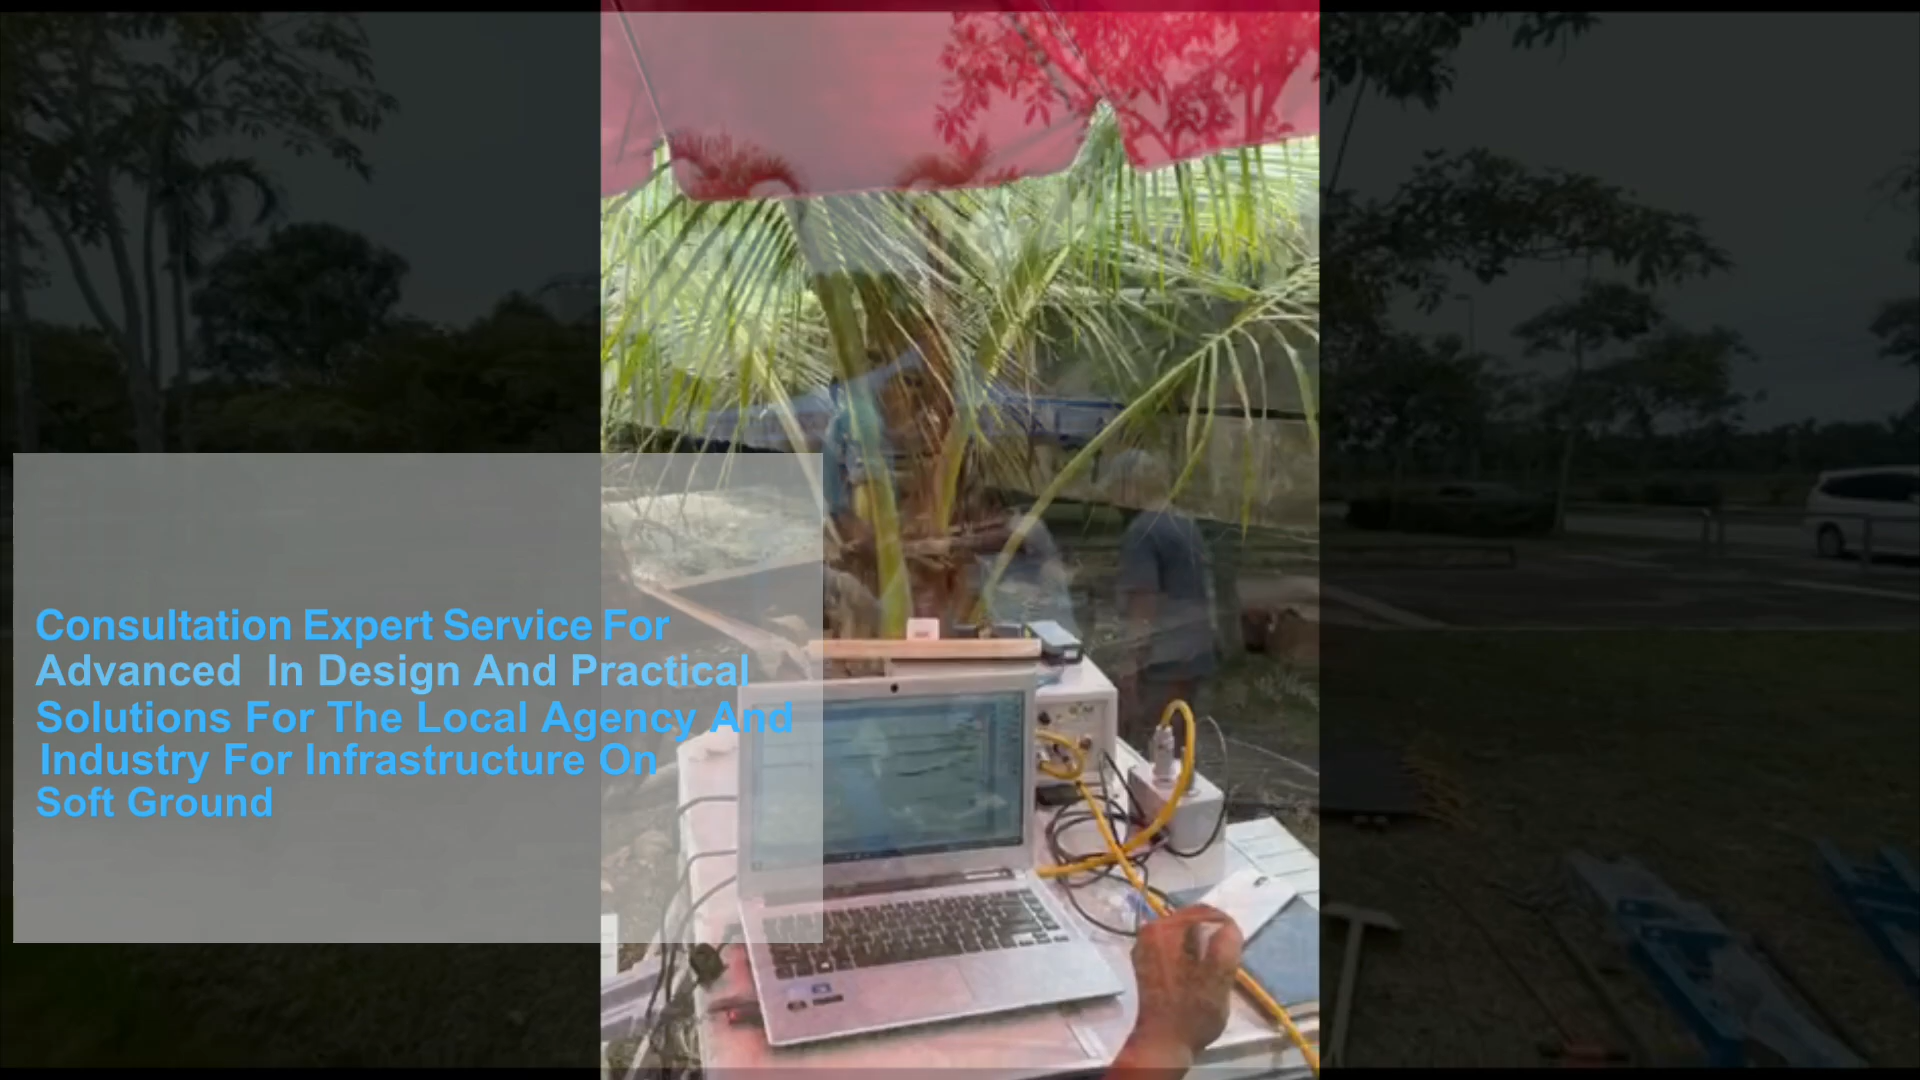 Consultation Expert Service For
Advanced  In Design And Practical
Solutions For The Local Agency And
Industry For Infrastructure On
Soft Ground